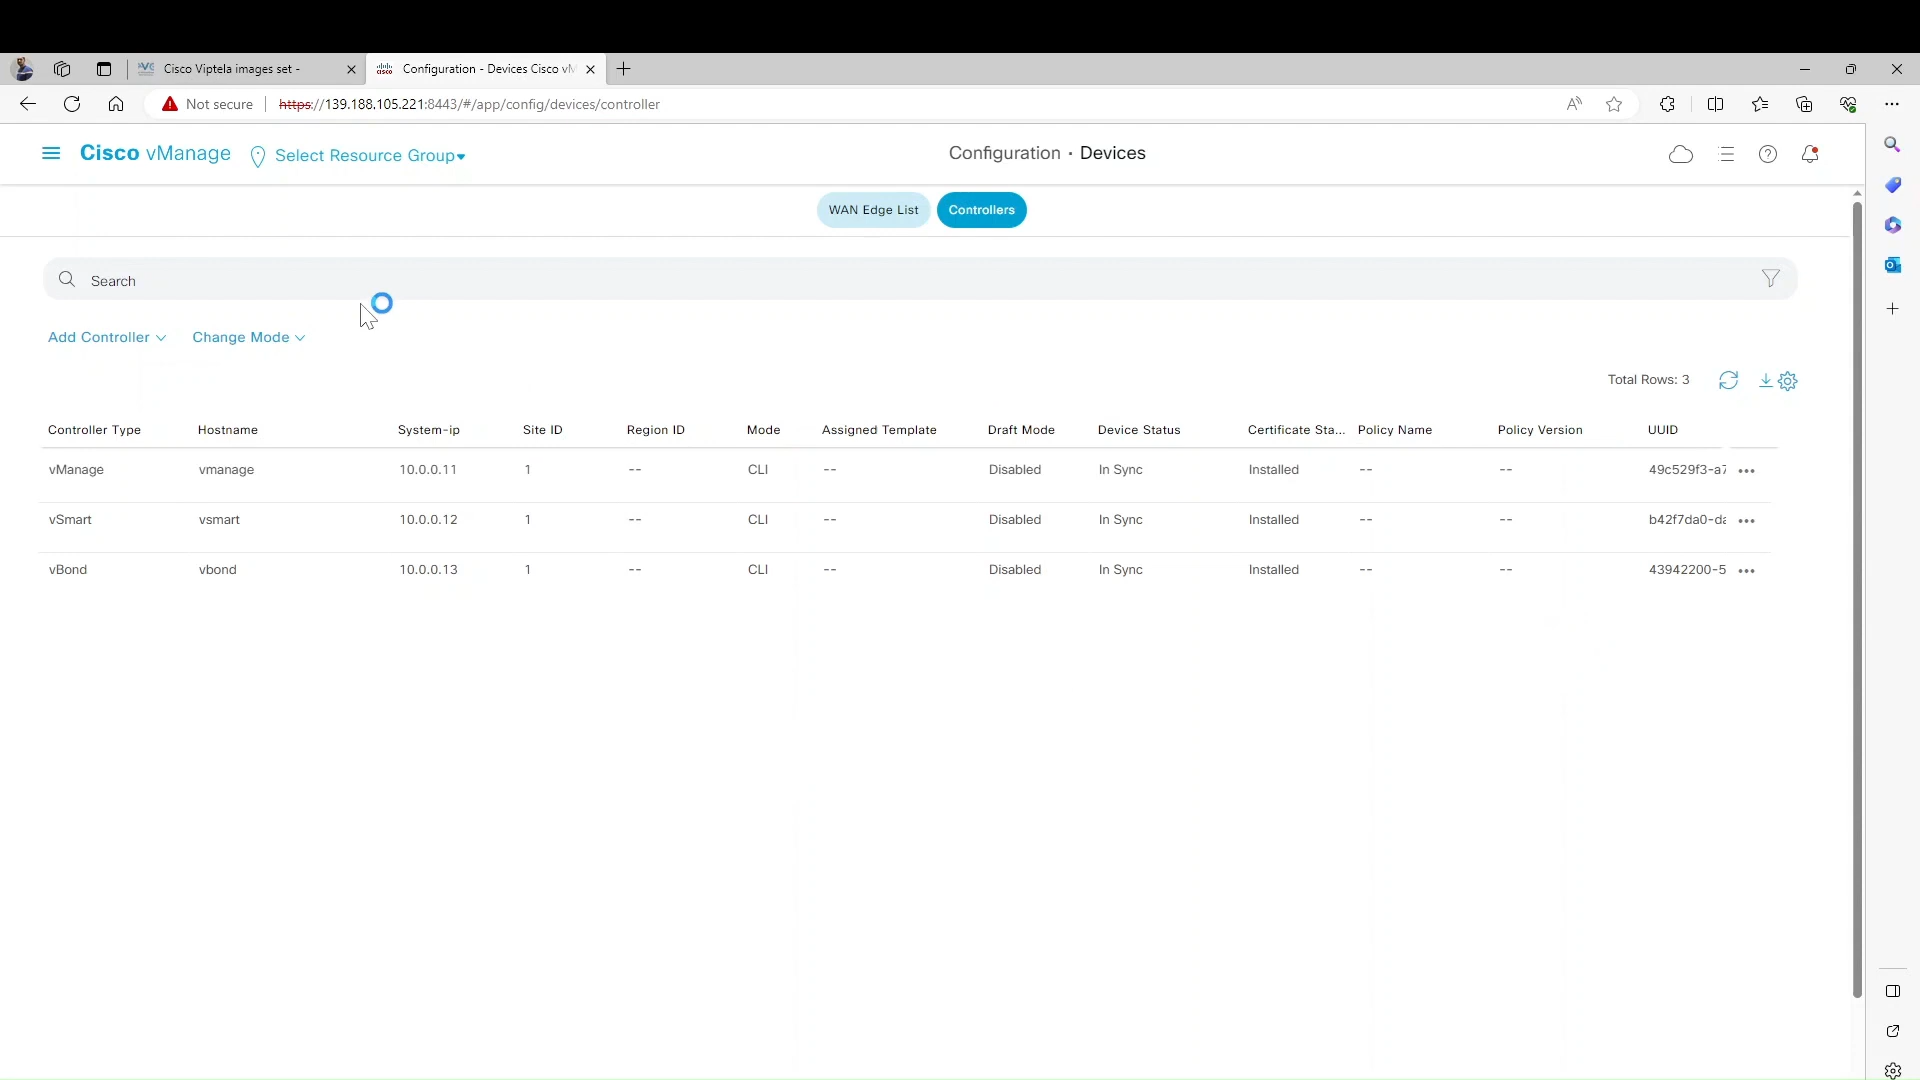 Cisco Viptela images set -
Configuration - Devices Cisco vM
Not secure
https://139.188.105.221:8443/#/app/config/devices/controller
Cisco vManage
Select Resource Group
Configuration · Devices
WAN Edge List
Controllers
Search
Add Controller
Change Mode
Total Rows: 3
Controller Type Hostname System-ip Site ID Region ID Mode Assigned Template Draft Mode Device Status Certificate Sta... Policy Name Policy Version UUID
vManage vmanage 10.0.0.11 1 -- CLI -- Disabled In Sync Installed -- -- 49c529f3-a7 •••
vSmart vsmart 10.0.0.12 1 -- CLI -- Disabled In Sync Installed -- -- b42f7da0-da •••
vBond vbond 10.0.0.13 1 -- CLI -- Disabled In Sync Installed -- -- 43942200-5 •••